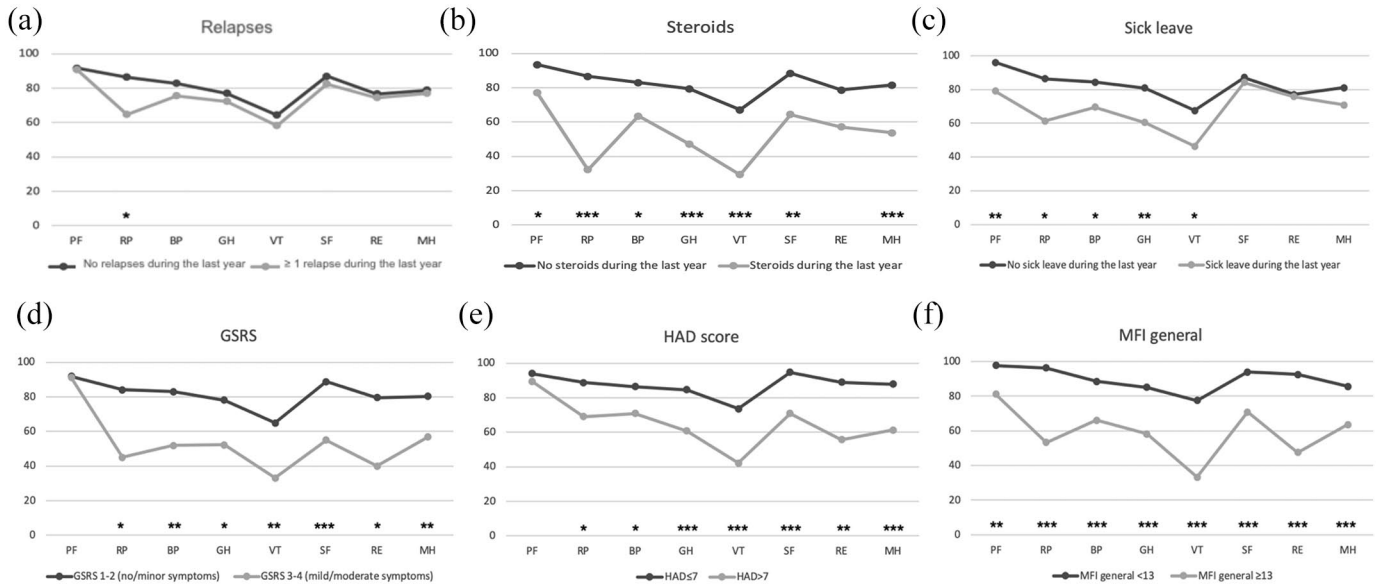 (a)
Relapses
100
80
60
40
20
0
*
PF RP BP GH VT SF RE MH
No relapses during the last year ≥ 1 relapse during the last year
(b)
Steroids
100
80
60
40
20
0
* *** * *** *** ** ***
PF RP BP GH VT SF RE MH
No steroids during the last year Steroids during the last year
(c)
Sick leave
100
80
60
40
20
0
** * * ** *
PF RP BP GH VT SF RE MH
No sick leave during the last year Sick leave during the last year
(d)
GSRS
100
80
60
40
20
0
* ** * ** *** * **
PF RP BP GH VT SF RE MH
GSRS 1-2 (no/minor symptoms) GSRS 3-4 (mild/moderate symptoms)
(e)
HAD score
100
80
60
40
20
0
* * *** *** *** ** ***
PF RP BP GH VT SF RE MH
HAD≤7 HAD>7
(f)
MFI general
100
80
60
40
20
0
** *** *** *** *** *** *** ***
PF RP BP GH VT SF RE MH
MFI general <13 MFI general ≥13